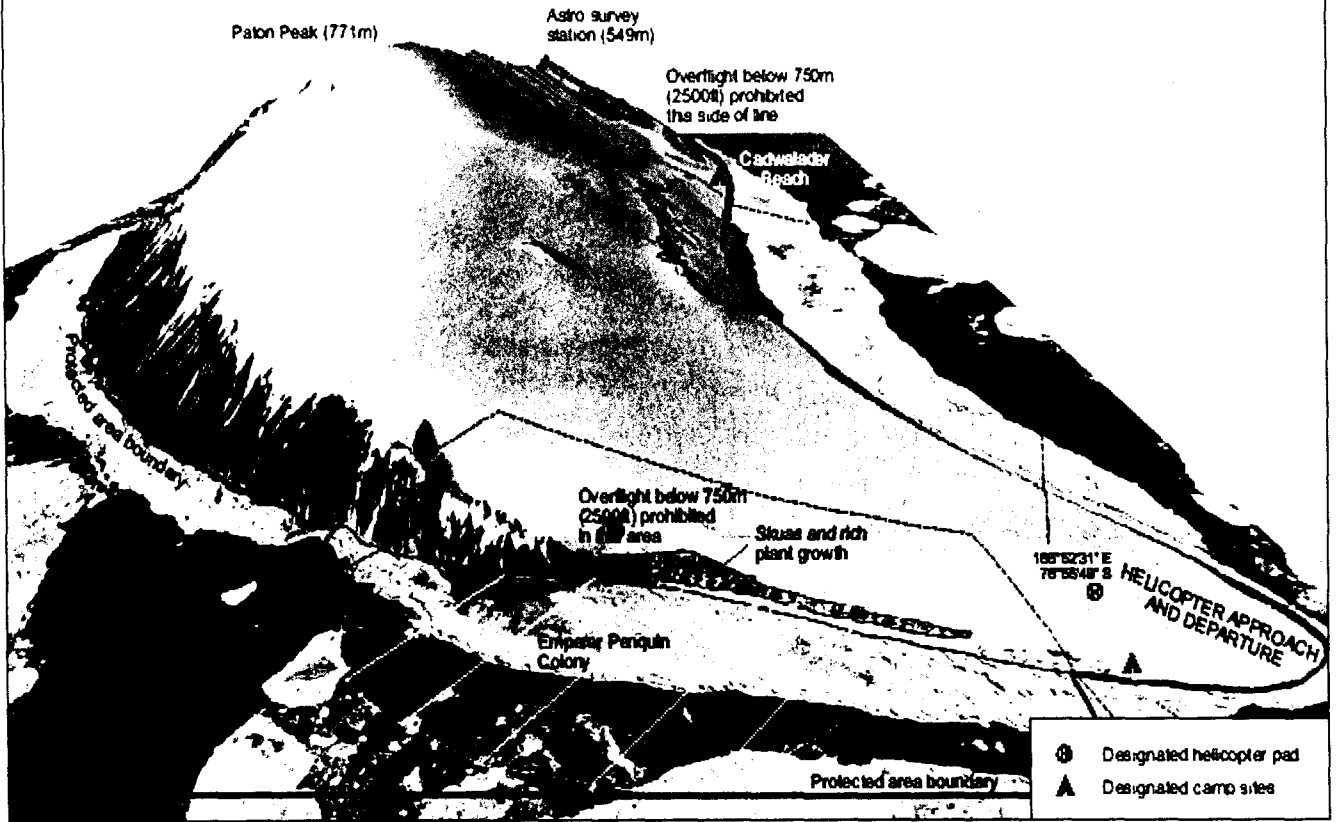 Paton Peak (771m)
Astro survey
station (549m)
Overflight below 750m
(2500ft) prohibited
this side of line
Cadwalader
Beach
Protected area boundary
Overflight below 750m
(2500ft) prohibited
in this area
Skuas and rich
plant growth
HELICOPTER APPROACH
AND DEPARTURE
Emperor Penguin
Colony
Protected area boundary
Designated helicopter pad
Designated camp sites